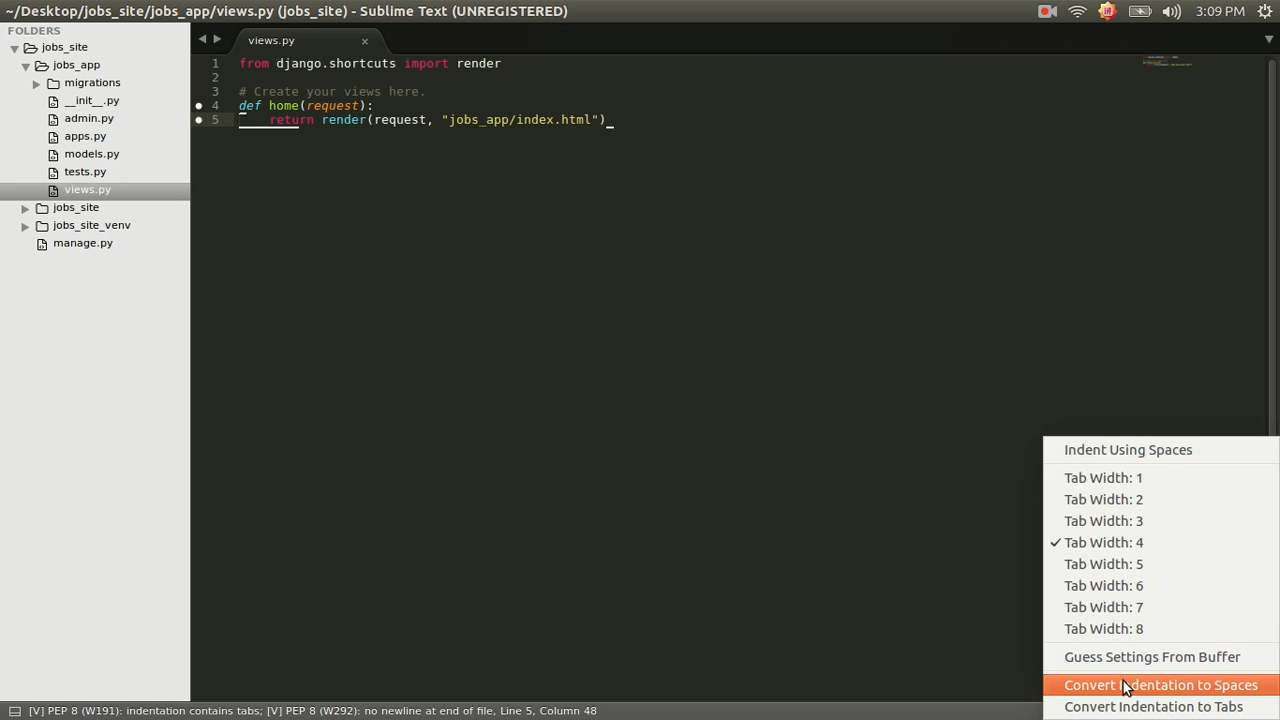 ~/Desktop/jobs_site/jobs_app/views.py (jobs_site) - Sublime Text (UNREGISTERED)
3:09 PM
FOLDERS
jobs_site
jobs_app
migrations
__init__.py
admin.py
apps.py
models.py
tests.py
views.py
jobs_site
jobs_site_venv
manage.py
views.py ×
1 from django.shortcuts import render
2
3 # Create your views here.
4 def home(request):
5 return render(request, "jobs_app/index.html")
Indent Using Spaces
Tab Width: 1
Tab Width: 2
Tab Width: 3
Tab Width: 4
Tab Width: 5
Tab Width: 6
Tab Width: 7
Tab Width: 8
Guess Settings From Buffer
Convert Indentation to Spaces
Convert Indentation to Tabs
[V] PEP 8 (W191): indentation contains tabs; [V] PEP 8 (W292): no newline at end of file, Line 5, Column 48